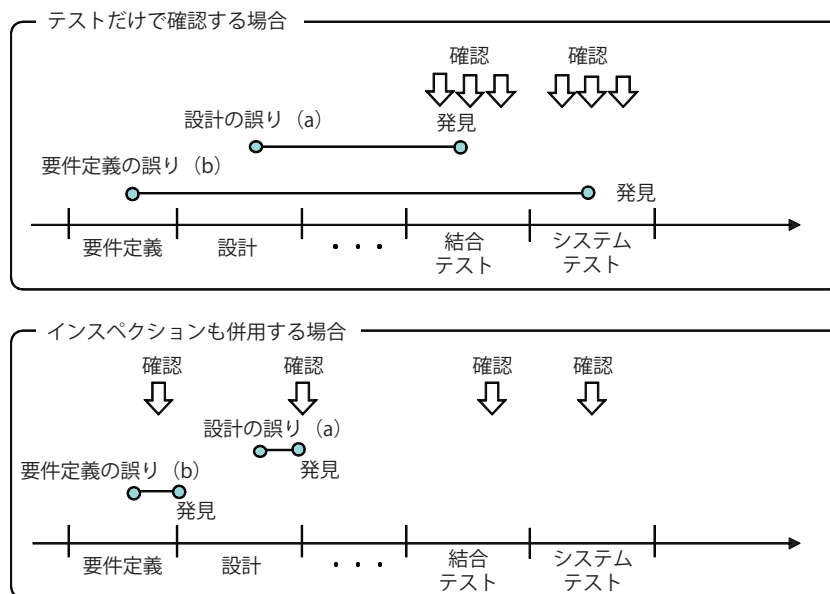 テストだけで確認する場合
確認 確認
設計の誤り（a） 発見
要件定義の誤り（b） 発見
要件定義 設計 ・・・ 結合 システム
テスト テスト
インスペクションも併用する場合
確認 確認 確認 確認
設計の誤り（a）
発見
要件定義の誤り（b）
発見
要件定義 設計 ・・・ 結合 システム
テスト テスト